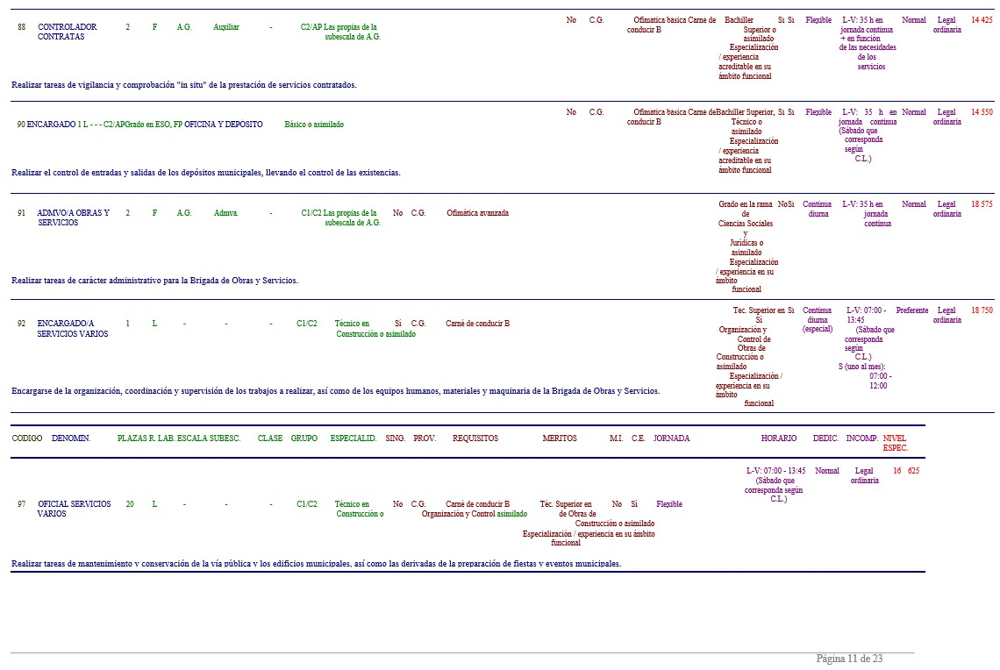 No C.G. Ofimática básica Carné de Bachiller Sí Sí Flexible L-V: 35 h en Normal Legal 14 425
88 CONTROLADOR 2 F A.G. Auxiliar - C2/AP Las propias de la conducir B Superior o jornada continua ordinaria
CONTRATAS subescala de A.G. asimilado + en función
Especialización de las necesidades
/ experiencia de los
acreditable en su servicios
ámbito funcional
Realizar tareas de vigilancia y comprobación "in situ" de la prestación de servicios contratados.
No C.G. Ofimática básica Carné de Bachiller Superior, Sí Sí Flexible L-V: 35 h en Normal Legal 14 550
90 ENCARGADO 1 L - - - C2/APGrado en ESO, FP OFICINA Y DEPOSITO Básico o asimilado conducir B Técnico o jornada continua ordinaria
asimilado (Sábado que
Especialización corresponda
/ experiencia según
acreditable en su C.L.)
ámbito funcional
Realizar el control de entradas y salidas de los depósitos municipales, llevando el control de las existencias.
91 ADMVO/A OBRAS Y 2 F A.G. Admva. - C1/C2 Las propias de la No C.G. Ofimática avanzada Grado en la rama No Sí Continua L-V: 35 h en Normal Legal 18 575
SERVICIOS subescala de A.G. de diurna jornada ordinaria
Ciencias Sociales continua
y
Jurídicas o
asimilado
Especialización
/ experiencia en su
ámbito
funcional
Realizar tareas de carácter administrativo para la Brigada de Obras y Servicios.
Téc. Superior en Sí Continua L-V: 07:00 - Preferente Legal 18 750
Sí diurna 13:45 ordinaria
92 ENCARGADO/A 1 L - - - C1/C2 Técnico en Sí C.G. Carné de conducir B Organización y (especial) (Sábado que
SERVICIOS VARIOS Construcción o asimilado Control de corresponda
Obras de según
Construcción o C.L.)
asimilado S (uno al mes):
Especialización / 07:00 -
experiencia en su 12:00
ámbito
funcional
Encargarse de la organización, coordinación y supervisión de los trabajos a realizar, así como de los equipos humanos, materiales y maquinaria de la Brigada de Obras y Servicios.
CODIGO DENOMIN. PLAZAS R. LAB. ESCALA SUBESC. CLASE GRUPO ESPECIALID. SING. PROV. REQUISITOS MERITOS M.I. C.E. JORNADA HORARIO DEDIC. INCOMP. NIVEL
ESPEC.
L-V: 07:00 - 13:45 Normal Legal 16 625
(Sábado que ordinaria
corresponda según
C.L.)
97 OFICIAL SERVICIOS 20 L - - - C1/C2 Técnico en No C.G. Carné de conducir B Téc. Superior en No Sí Flexible
VARIOS Construcción o Organización y Control asimilado de Obras de
Construcción o asimilado
Especialización / experiencia en su ámbito
funcional
Realizar tareas de mantenimiento y conservación de la vía pública y los edificios municipales, así como las derivadas de la preparación de fiestas y eventos municipales.
Página 11 de 23